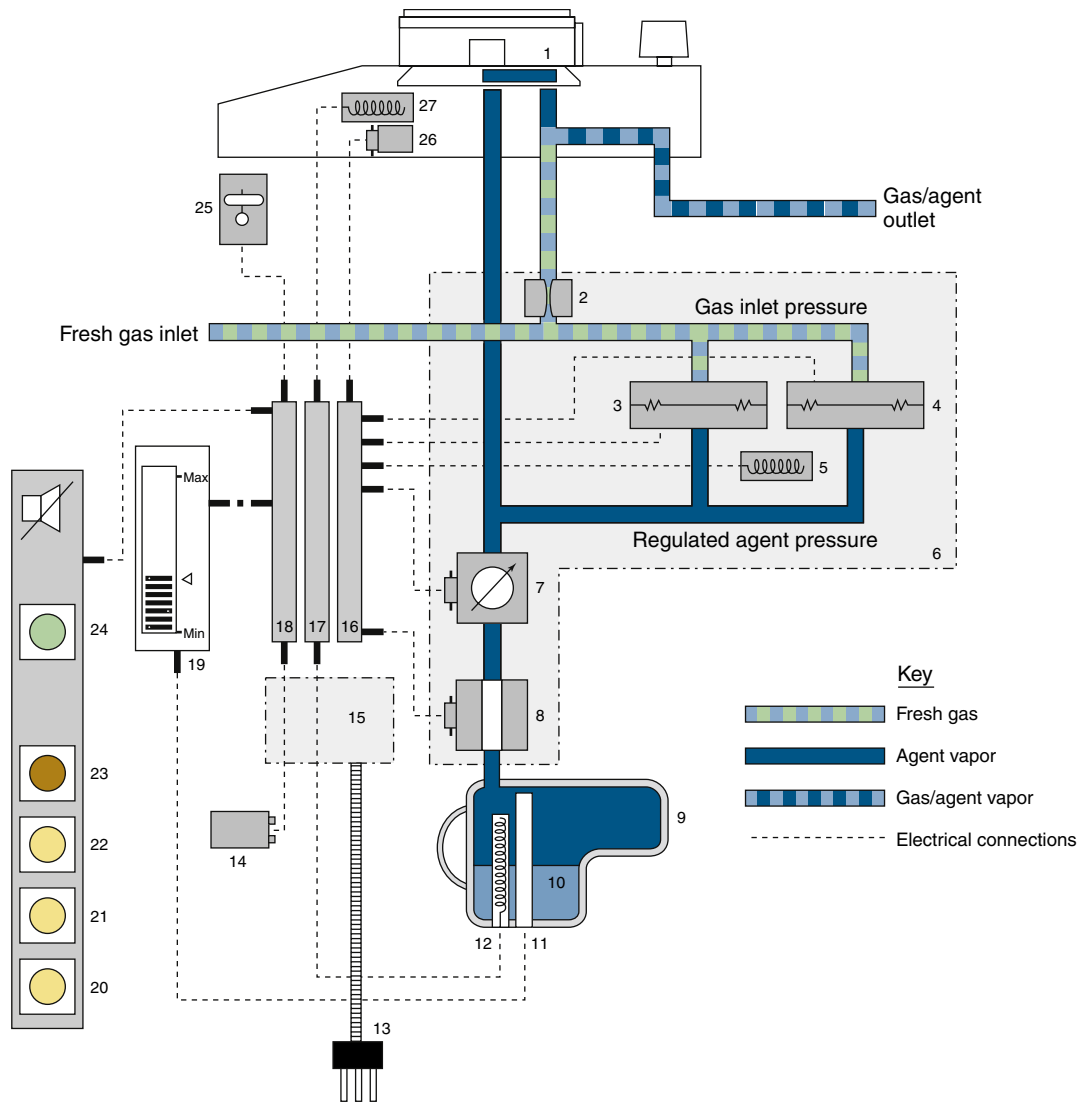 1
27
26
25
Gas/agent
outlet
2
Gas inlet pressure
Fresh gas inlet
3
4
5
Max
Regulated agent pressure
6
7
24
Min
18
17
16
19
Key
8
Fresh gas
15
23
Agent vapor
Gas/agent vapor
9
14
22
Electrical connections
10
21
12
11
20
13